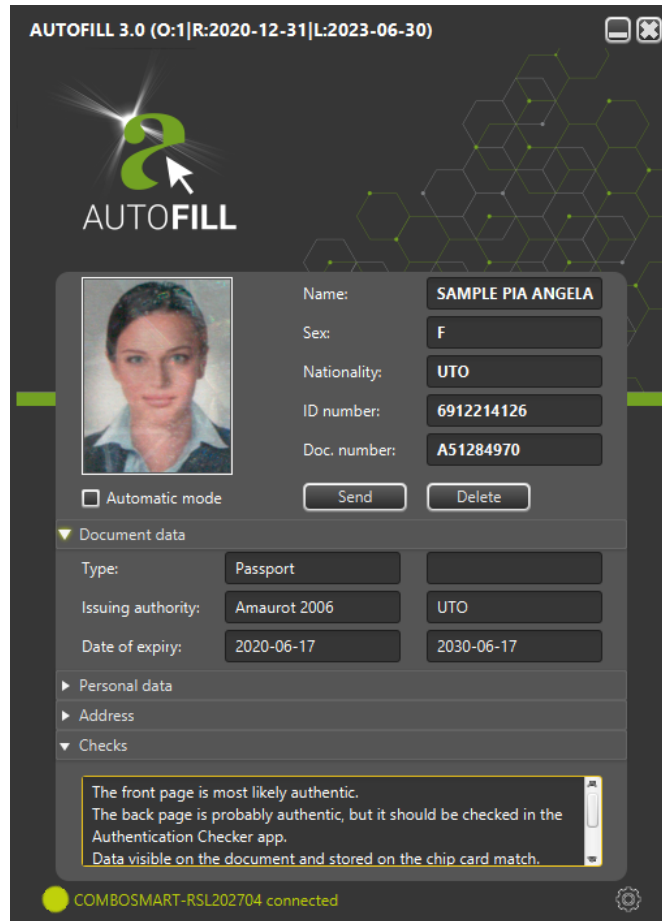 AUTOFILL 3.0 (O:1|R:2020-12-31|L:2023-06-30)
a
AUTOFILL
Name: SAMPLE PIA ANGELA
Sex: F
Nationality: UTO
ID number: 6912214126
Doc. number: A51284970
Automatic mode Send Delete
Document data
Type: Passport
Issuing authority: Amaurot 2006 UTO
Date of expiry: 2020-06-17 2030-06-17
Personal data
Address
Checks
The front page is most likely authentic.
The back page is probably authentic, but it should be checked in the
Authentication Checker app.
Data visible on the document and stored on the chip card match.
COMBOSMART-RSL202704 connected